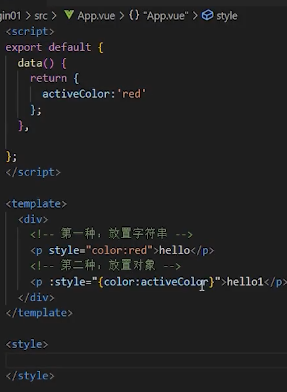 gin01 > src > App.vue > {} "App.vue" > style
<script>
export default {
data() {
return {
activeColor:'red'
};
},
};
</script>
<template>
<div>
<!-- 第一种：放置字符串 -->
<p style="color:red">hello</p>
<!-- 第二种：放置对象 -->
<p :style="{color:activeColor}">hello1</p>
</div>
</template>
<style>
</style>